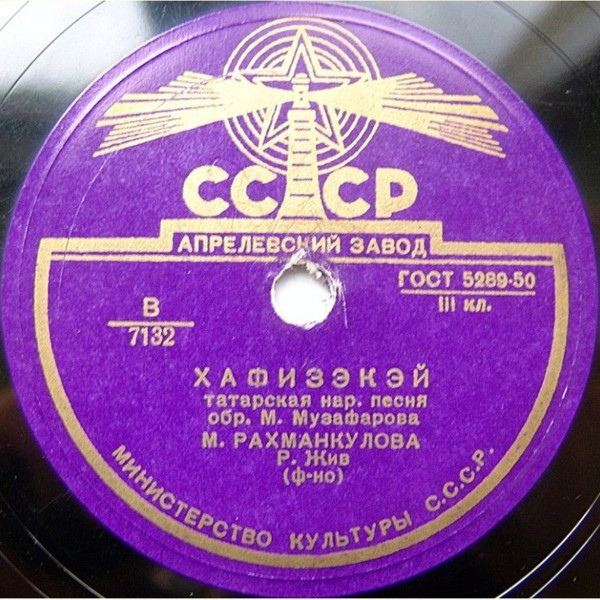 СССР
АПРЕЛЕВСКИЙ ЗАВОД
ГОСТ 5289-50
III кл.
В
7132
ХАФИЗЭКЭЙ
татарская нар. песня
обр. М. Музафарова
М. РАХМАНКУЛОВА
Р. Жив
(ф-но)
МИНИСТЕРСТВО КУЛЬТУРЫ С.С.С.Р.